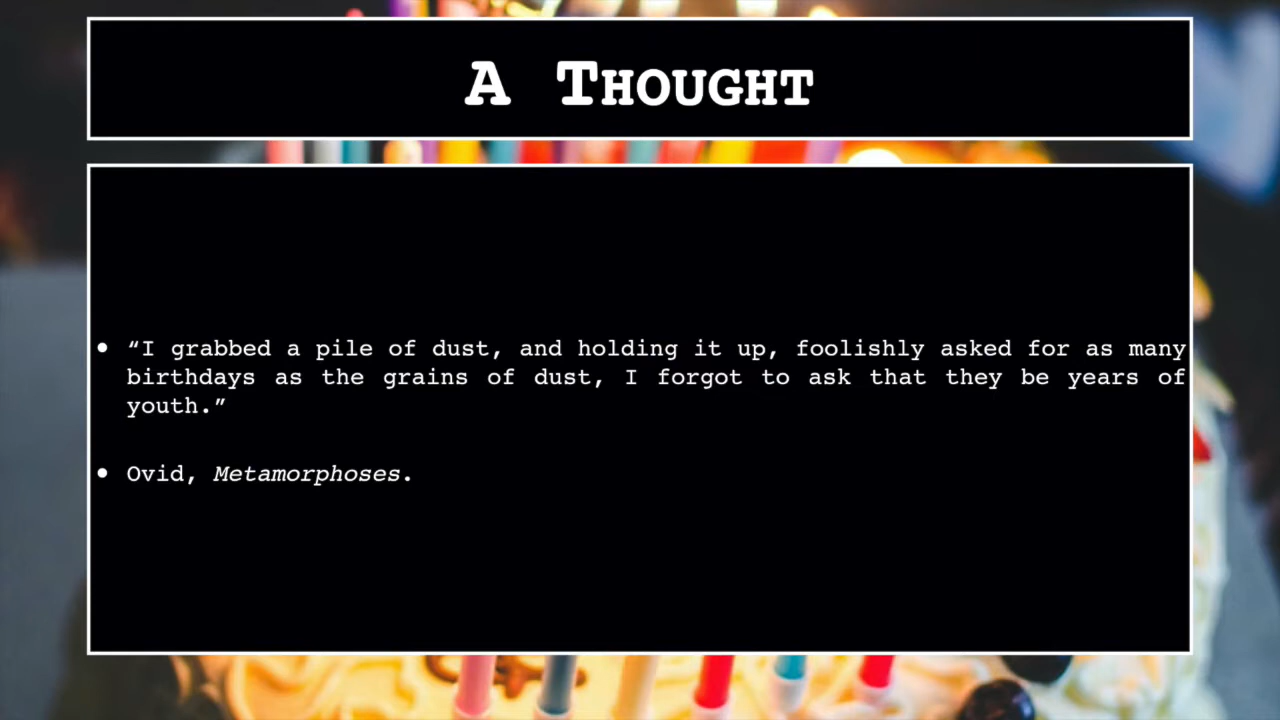 A Thought
• “I grabbed a pile of dust, and holding it up, foolishly asked for as many
birthdays as the grains of dust, I forgot to ask that they be years of
youth.”
• Ovid, Metamorphoses.